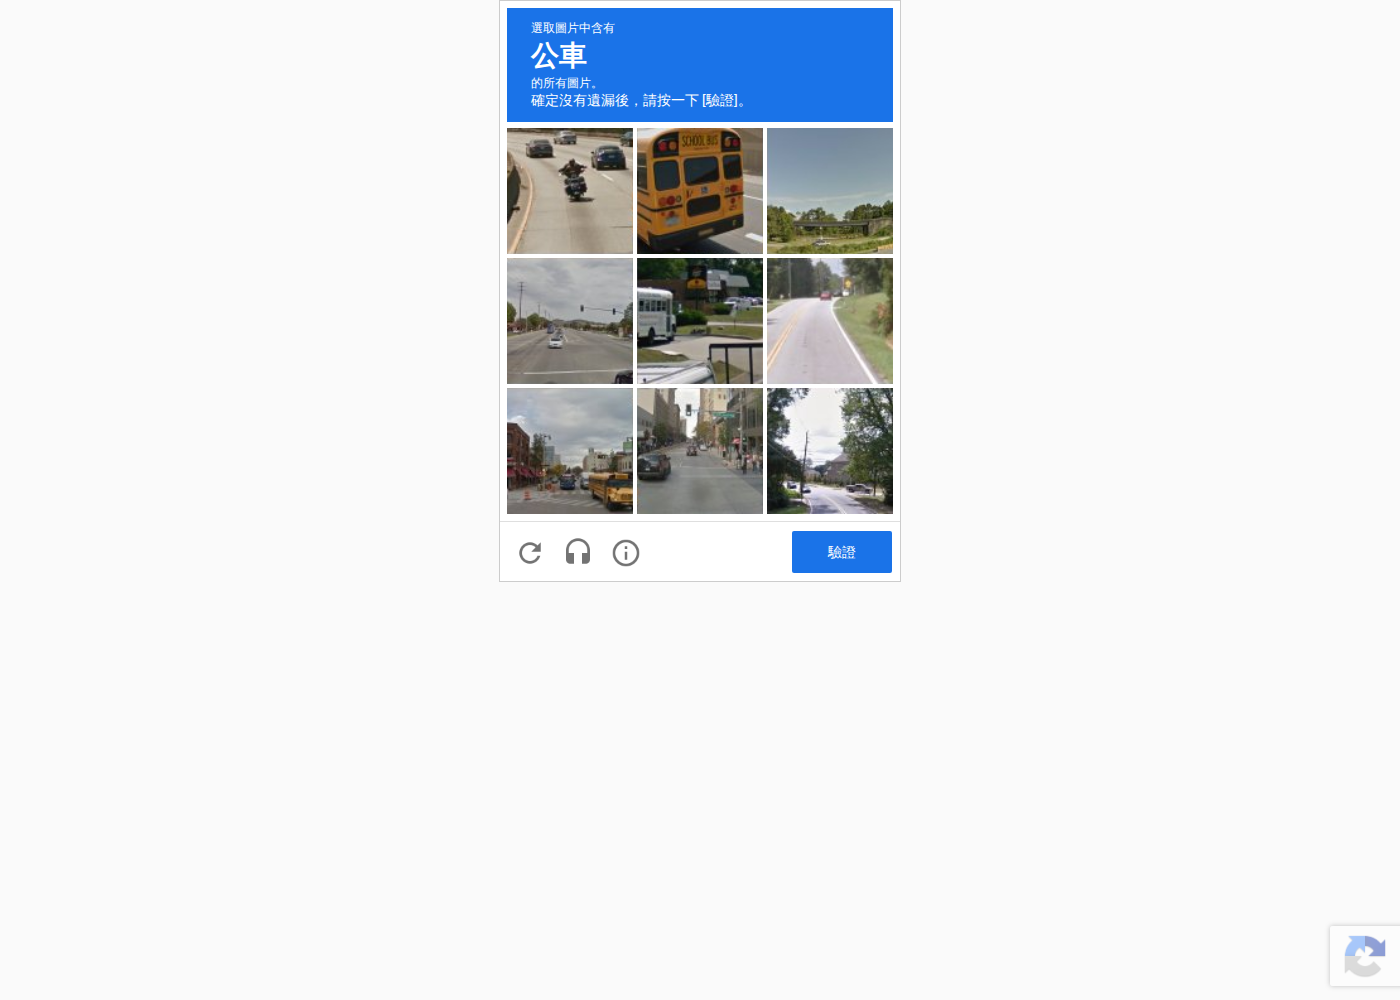 選取圖片中含有
公車
的所有圖片。
確定沒有遺漏後，請按一下 [驗證]。
SCHOOL BUS
驗證